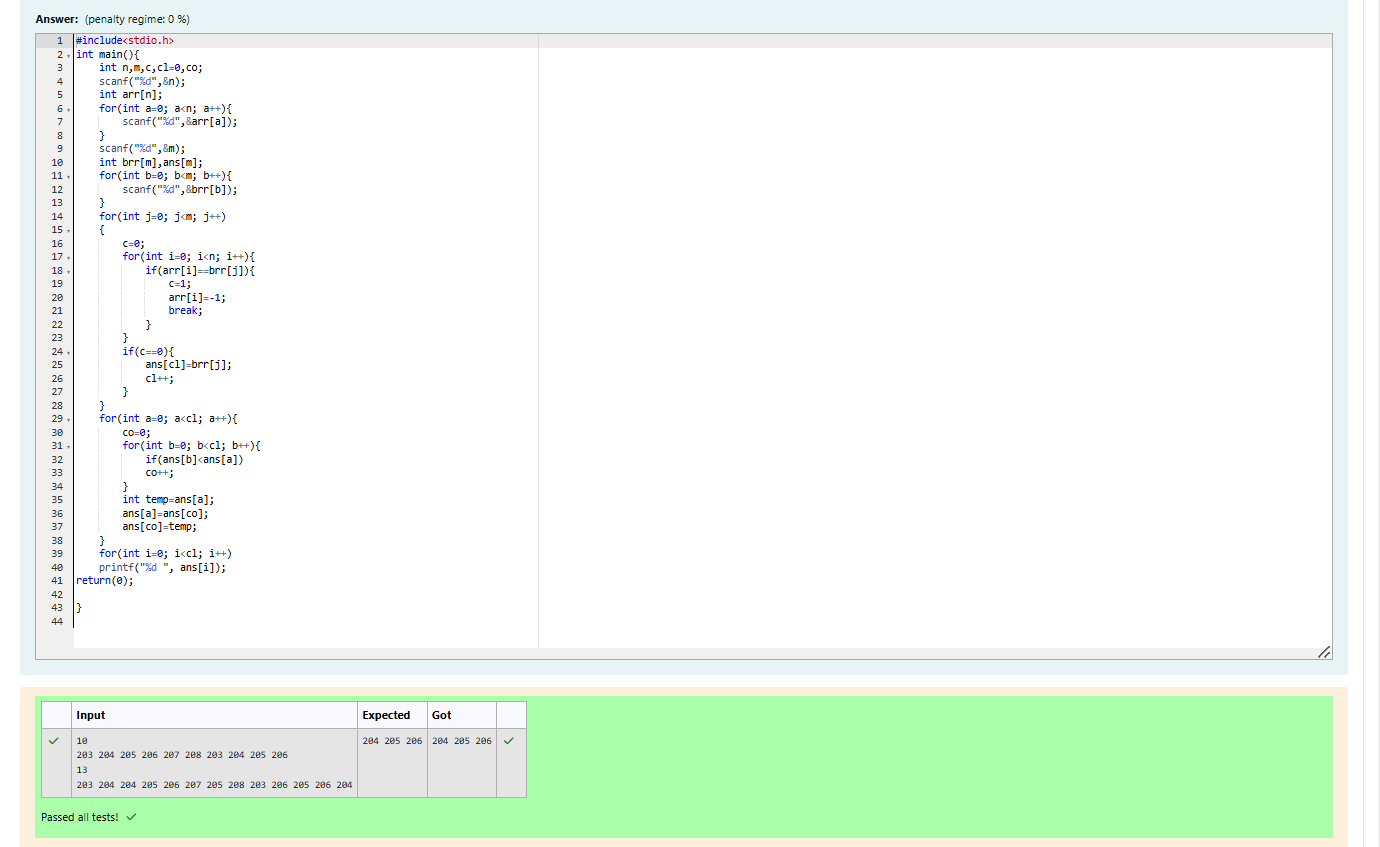 Answer: (penalty regime: 0 %)
1 #include<stdio.h>
2 int main(){
3     int n,m,c,cl=0,co;
4     scanf("%d",&n);
5     int arr[n];
6     for(int a=0; a<n; a++){
7         scanf("%d",&arr[a]);
8     }
9     scanf("%d",&m);
10     int brr[m],ans[m];
11     for(int b=0; b<m; b++){
12         scanf("%d",&brr[b]);
13     }
14     for(int j=0; j<m; j++)
15     {
16         c=0;
17         for(int i=0; i<n; i++){
18             if(arr[i]==brr[j]){
19                 c=1;
20                 arr[i]=-1;
21                 break;
22             }
23         }
24         if(c==0){
25             ans[cl]=brr[j];
26             cl++;
27         }
28     }
29     for(int a=0; a<cl; a++){
30         co=0;
31         for(int b=0; b<cl; b++){
32             if(ans[b]<ans[a])
33             co++;
34         }
35         int temp=ans[a];
36         ans[a]=ans[co];
37         ans[co]=temp;
38     }
39     for(int i=0; i<cl; i++)
40     printf("%d ", ans[i]);
41 return(0);
42
43 }
44
Input Expected Got
10 204 205 206 204 205 206
203 204 205 206 207 208 203 204 205 206
13
203 204 204 205 206 207 205 208 203 206 205 206 204
Passed all tests!